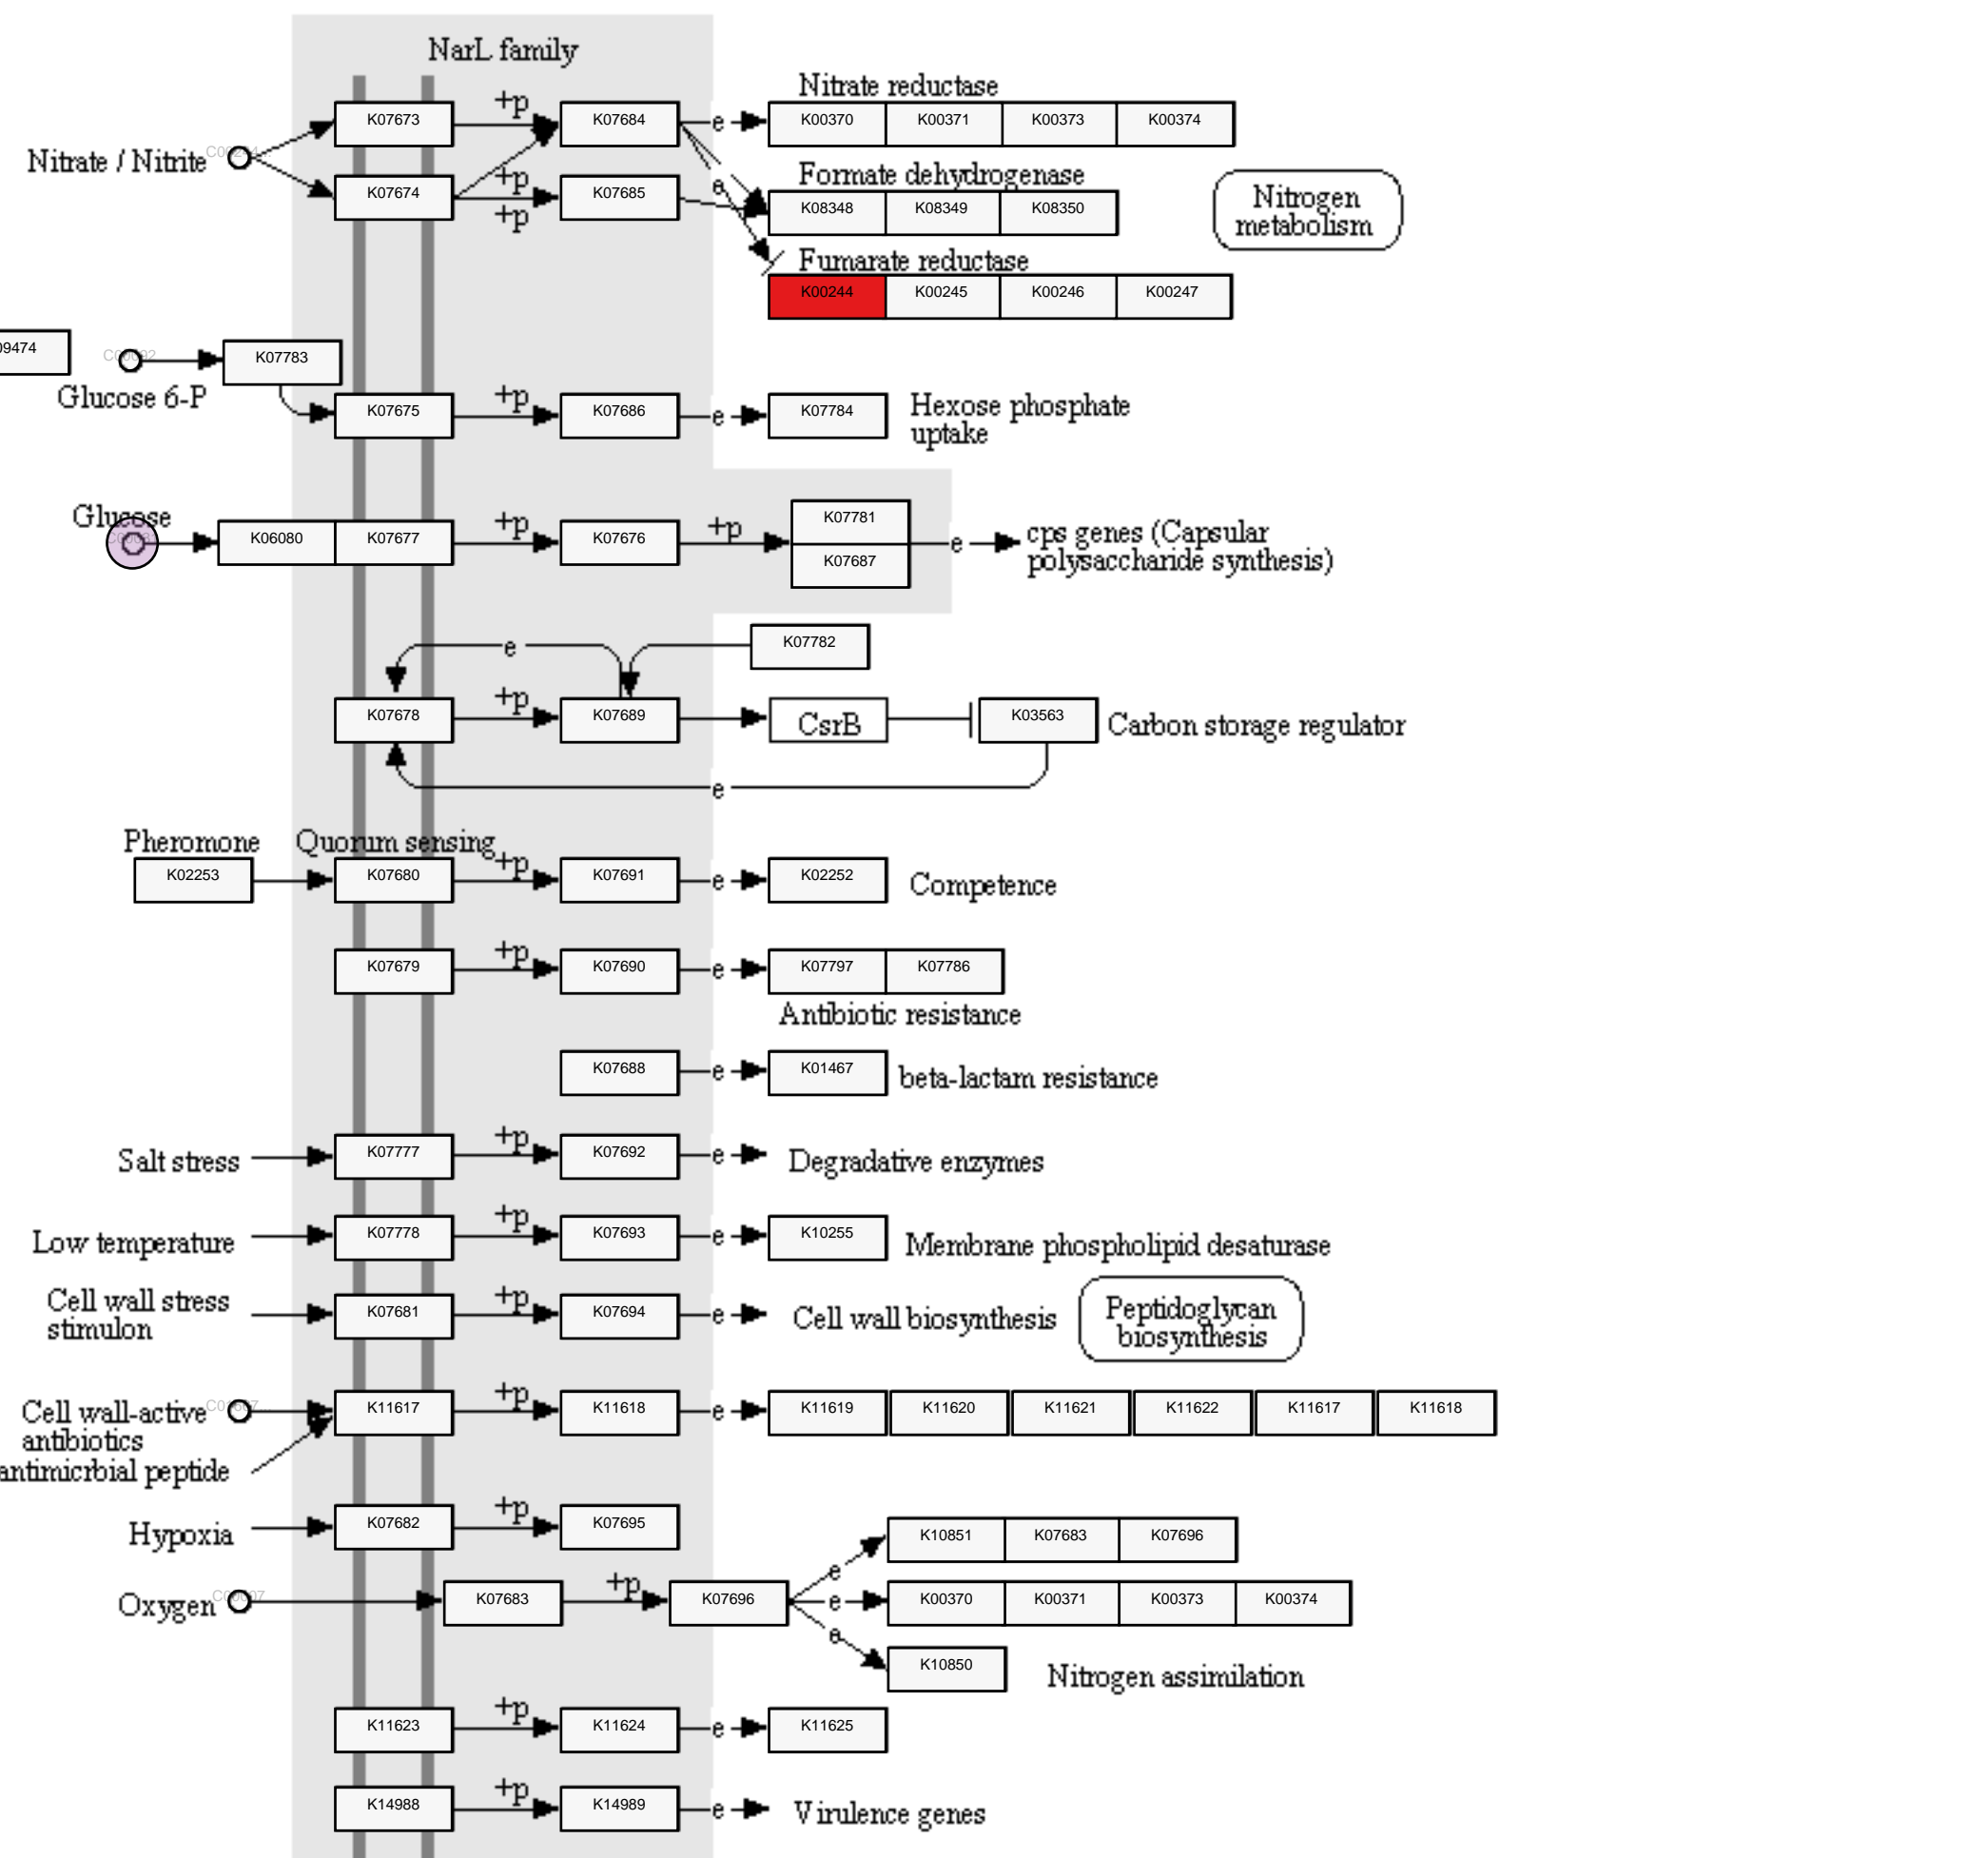 NarL family
Nitrate reductase
+p
K07673
K07684
e
K00370 K00371 K00373 K00374
Nitrate / Nitrite
Formate dehydrogenase
+p
K07674
K07685
e
K08348 K08349 K08350
+p
Nitrogen
metabolism
Fumarate reductase
K00244 K00245 K00246 K00247
09474
K07783
Glucose 6-P
+p
K07675
K07686
e
K07784
Hexose phosphate
uptake
Glucose
K06080 K07677
+p
K07676
+p
K07781
K07687
e
cps genes (Capsular
polysaccharide synthesis)
e
K07782
K07678
+p
K07689
CsrB
K03563
Carbon storage regulator
e
Pheromone
Quorum sensing
K02253
K07680
+p
K07691
e
K02252
Competence
K07679
+p
K07690
e
K07797 K07786
Antibiotic resistance
K07688
e
K01467
beta-lactam resistance
Salt stress
K07777
+p
K07692
e
Degradative enzymes
Low temperature
K07778
+p
K07693
e
K10255
Membrane phospholipid desaturase
Cell wall stress
stimulon
K07681
+p
K07694
e
Cell wall biosynthesis
Peptidoglycan
biosynthesis
Cell wall-active
antibiotics
antimicrbial peptide
K11617
+p
K11618
e
K11619 K11620 K11621 K11622 K11617 K11618
Hypoxia
K07682
+p
K07695
K10851 K07683 K07696
e
Oxygen
K07683
+p
K07696
e
K00370 K00371 K00373 K00374
e
K10850
Nitrogen assimilation
K11623
+p
K11624
e
K11625
K14988
+p
K14989
e
Virulence genes